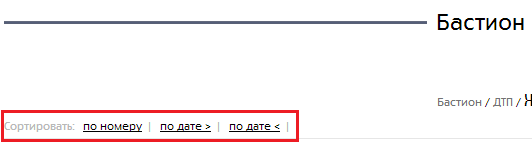 Бастион
Бастион / ДТП /
Сортировать: по номеру | по дате > | по дате < |